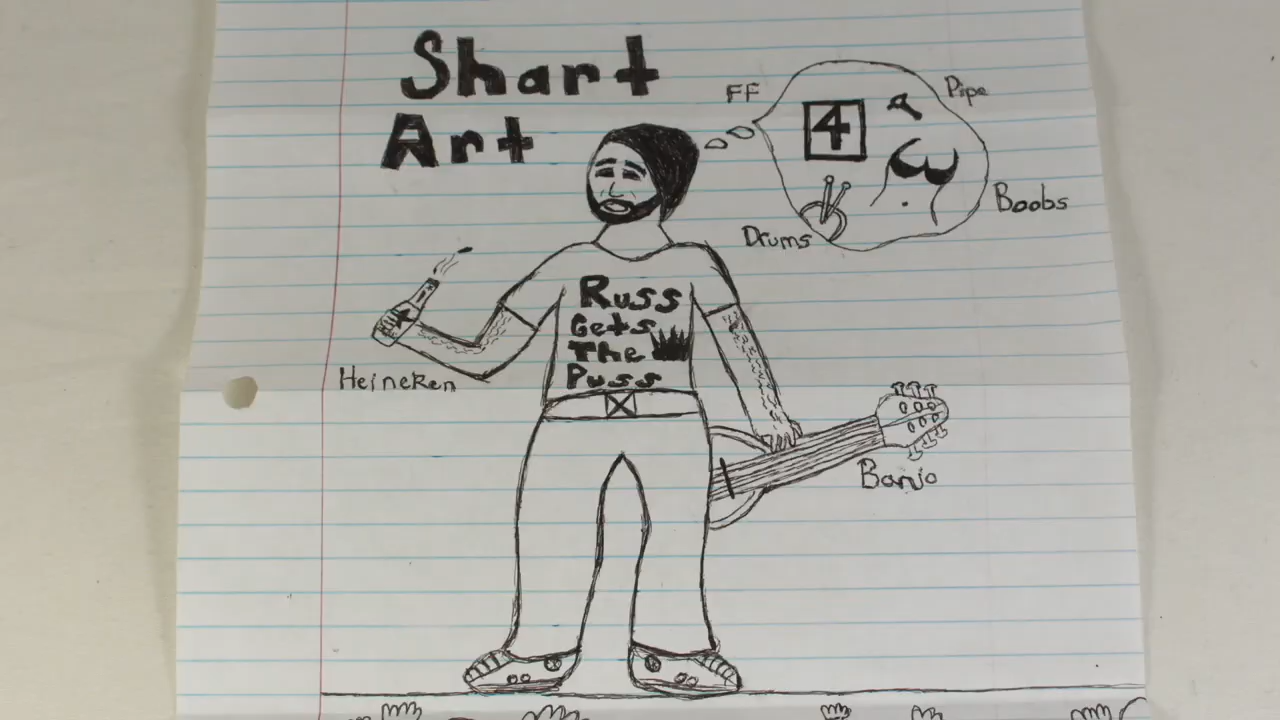 Shart
Art
FF
4
Pipe
Boobs
Drums
Russ
Gets
The
Puss
Heineken
Banjo